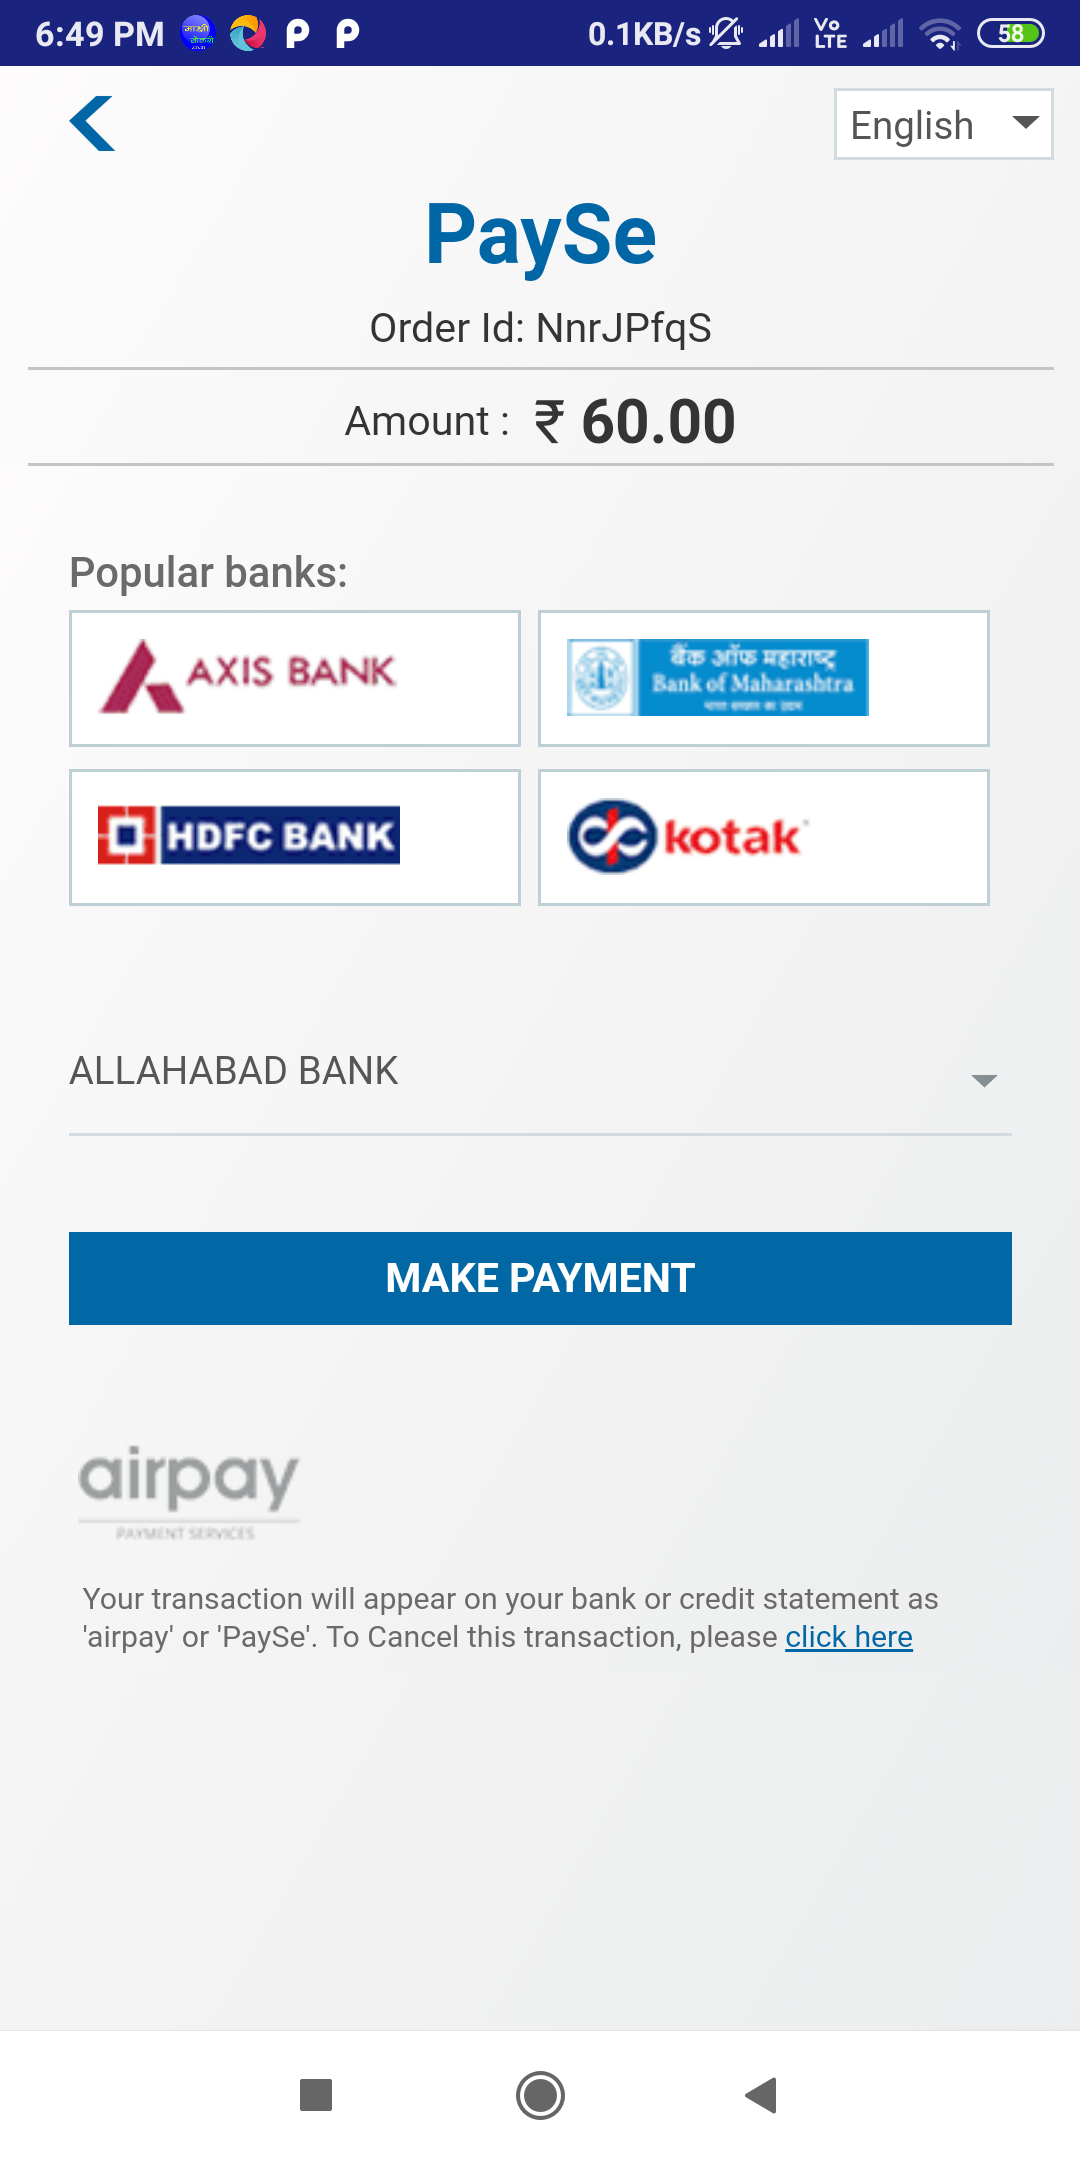 6:49 PM 0.1KB/s Vo LTE 58
English
PaySe
Order Id: NnrJPfqS
Amount : ₹ 60.00
Popular banks:
AXIS BANK
बैंक ऑफ महाराष्ट्र
Bank of Maharashtra
HDFC BANK
kotak
ALLAHABAD BANK
MAKE PAYMENT
airpay
PAYMENT SERVICES
Your transaction will appear on your bank or credit statement as
'airpay' or 'PaySe'. To Cancel this transaction, please click here